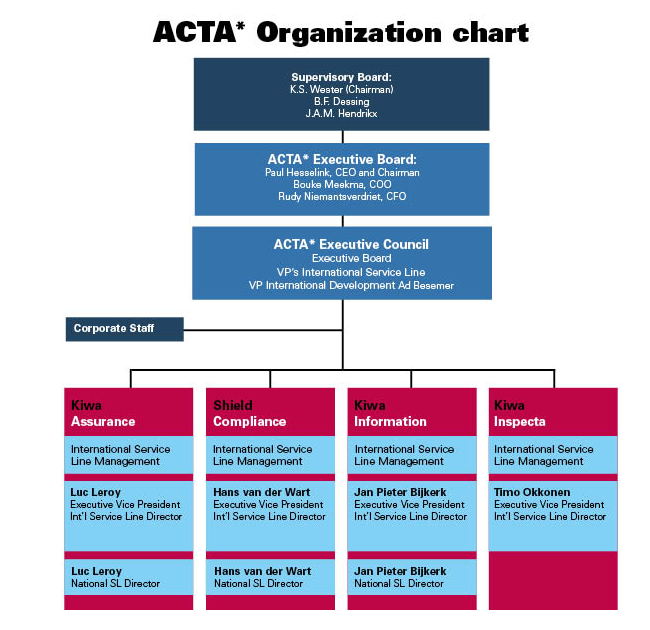 ACTA* Organization chart
Supervisory Board:
K.S. Wester (Chairman)
B.F. Dessing
J.A.M. Hendrikx
ACTA* Executive Board:
Paul Hesselink, CEO and Chairman
Bouke Meekma, COO
Rudy Niemantsverdriet, CFO
ACTA* Executive Council
Executive Board
VP's International Service Line
VP International Development Ad Besemer
Corporate Staff
Kiwa
Assurance
International Service
Line Management
Luc Leroy
Executive Vice President
Int'l Service Line Director
Luc Leroy
National SL Director
Shield
Compliance
International Service
Line Management
Hans van der Wart
Executive Vice President
Int'l Service Line Director
Hans van der Wart
National SL Director
Kiwa
Information
International Service
Line Management
Jan Pieter Bijkerk
Executive Vice President
Int'l Service Line Director
Jan Pieter Bijkerk
National SL Director
Kiwa
Inspecta
International Service
Line Management
Timo Okkonen
Executive Vice President
Int'l Service Line Director